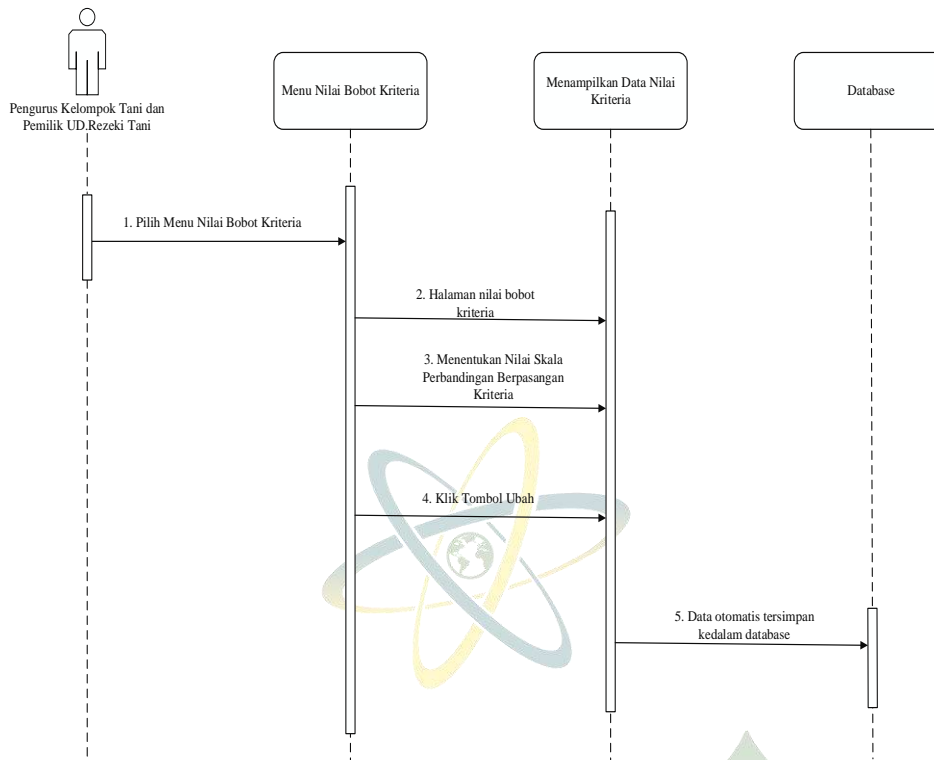 Pengurus Kelompok Tani dan
Pemilik UD.Rezeki Tani
Menu Nilai Bobot Kriteria
Menampilkan Data Nilai
Kriteria
Database
1. Pilih Menu Nilai Bobot Kriteria
2. Halaman nilai bobot
kriteria
3. Menentukan Nilai Skala
Perbandingan Berpasangan
Kriteria
4. Klik Tombol Ubah
5. Data otomatis tersimpan
kedalam database